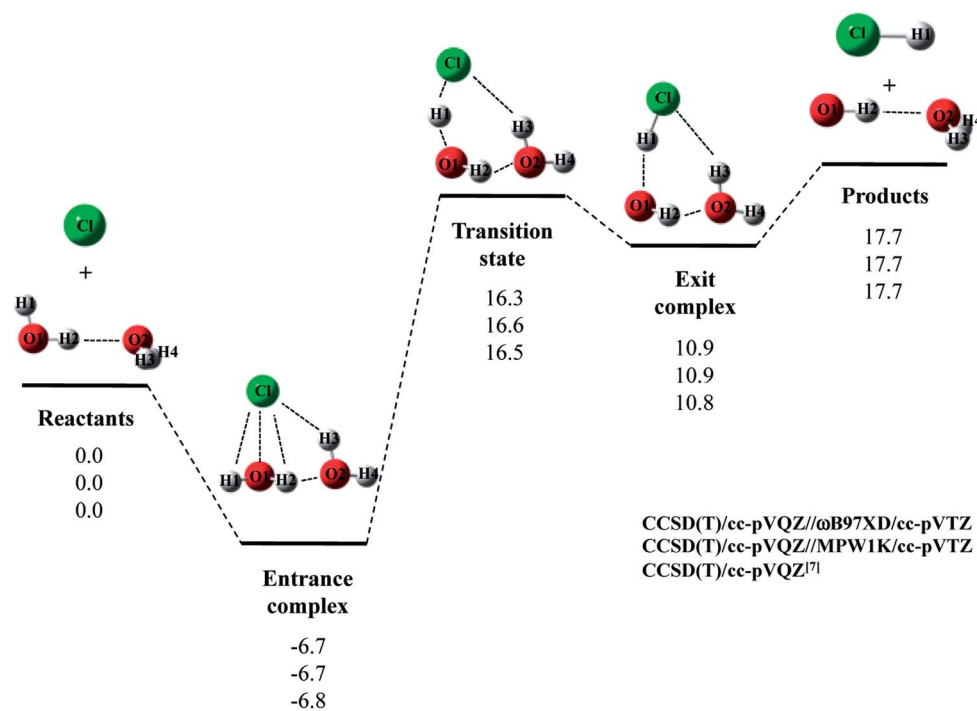 Cl
+
H1
O1
H2
O2
H3
H4
Reactants
0.0
0.0
0.0
Cl
H3
H1
O1
H2
O2
H4
Entrance
complex
-6.7
-6.7
-6.8
Cl
H1
H3
O1
H2
O2
H4
Transition
state
16.3
16.6
16.5
Cl
H1
H3
O1
H2
O2
H4
Exit
complex
10.9
10.9
10.8
Cl
H1
+
O1
H2
O2
H4
H3
Products
17.7
17.7
17.7
CCSD(T)/cc-pVQZ//ωB97XD/cc-pVTZ
CCSD(T)/cc-pVQZ//MPW1K/cc-pVTZ
CCSD(T)/cc-pVQZ[7]